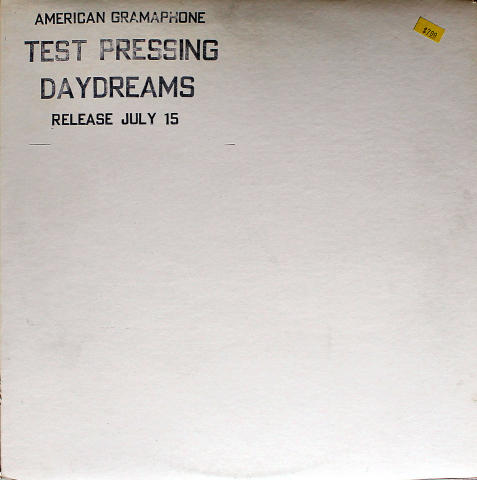 AMERICAN GRAMAPHONE
TEST PRESSING
DAYDREAMS
RELEASE JULY 15